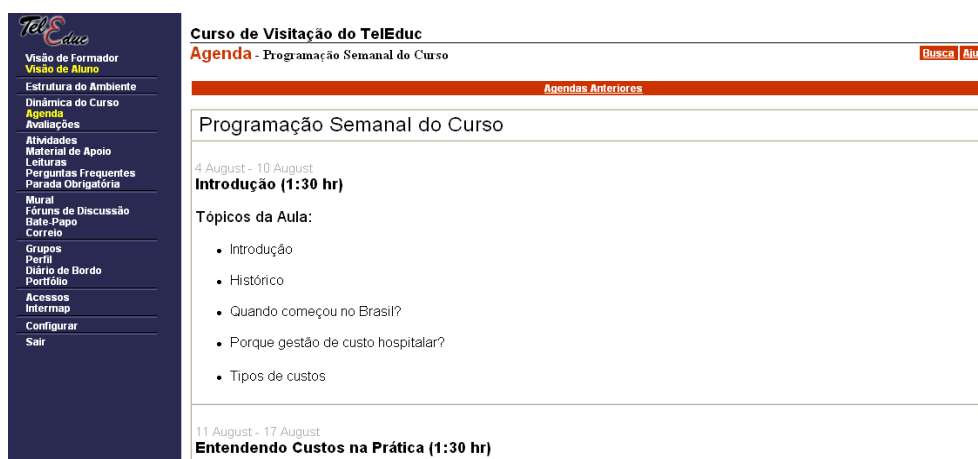 TelEduc
Visão de Formador
Visão de Aluno
Estrutura do Ambiente
Dinâmica do Curso
Agenda
Avaliações
Atividades
Material de Apoio
Leituras
Perguntas Frequentes
Parada Obrigatória
Mural
Fóruns de Discussão
Bate-Papo
Correio
Grupos
Perfil
Diário de Bordo
Portfólio
Acessos
Intermap
Configurar
Sair
Curso de Visitação do TelEduc
Agenda - Programação Semanal do Curso
Busca Aju
Agendas Anteriores
Programação Semanal do Curso
4 August - 10 August
Introdução (1:30 hr)
Tópicos da Aula:
• Introdução
• Histórico
• Quando começou no Brasil?
• Porque gestão de custo hospitalar?
• Tipos de custos
11 August - 17 August
Entendendo Custos na Prática (1:30 hr)